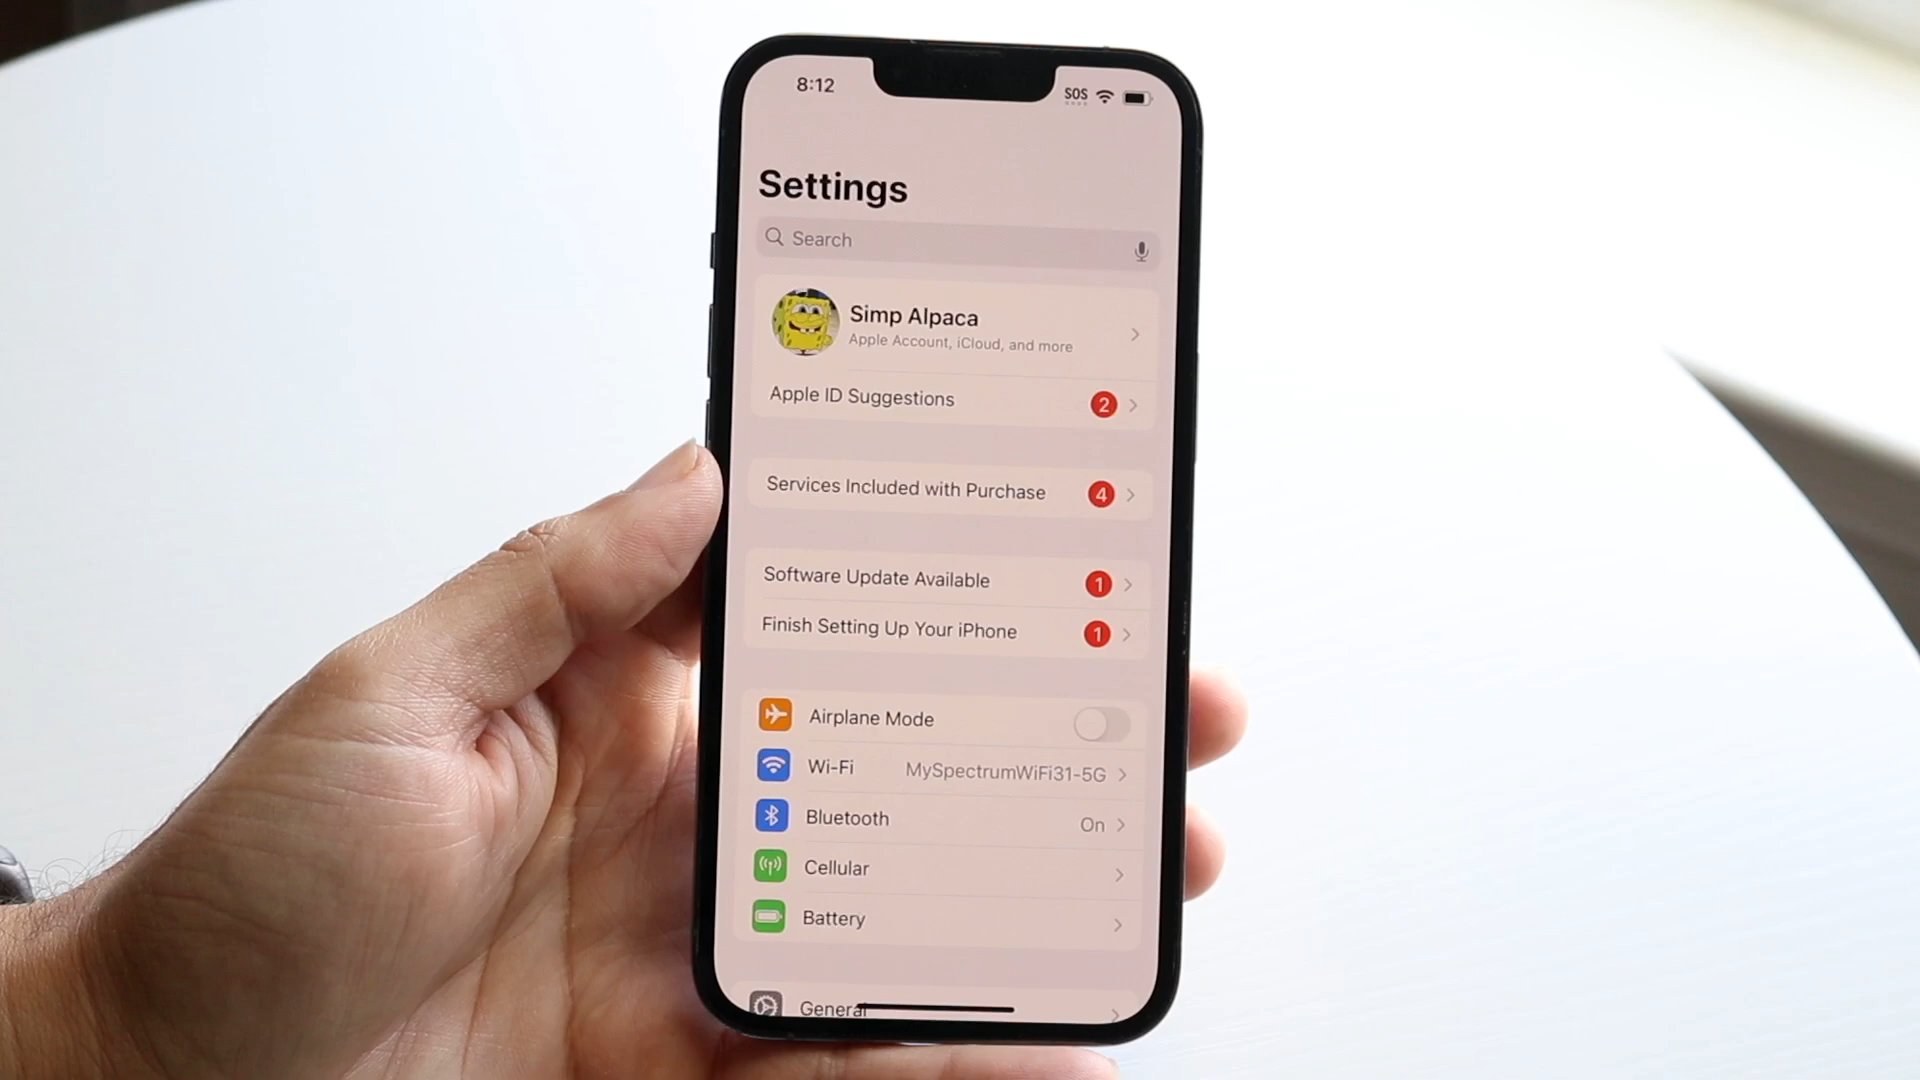 8:12
SOS
Settings
Search
Simp Alpaca
Apple Account, iCloud, and more
Apple ID Suggestions 2
Services Included with Purchase 4
Software Update Available 1
Finish Setting Up Your iPhone 1
Airplane Mode
Wi-Fi MySpectrumWiFi31-5G
Bluetooth On
Cellular
Battery
General